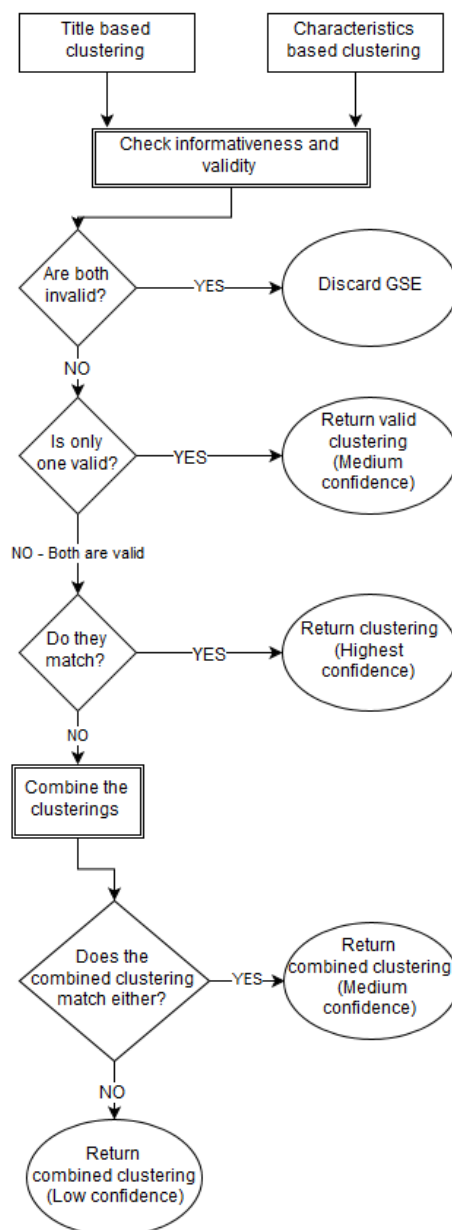 Title based
clustering
Characteristics
based clustering
Check informativeness and
validity
Are both
invalid?
YES
Discard GSE
NO
Is only
one valid?
YES
Return valid
clustering
(Medium
confidence)
NO - Both are valid
Do they
match?
YES
Return clustering
(Highest
confidence)
NO
Combine the
clusterings
Does the
combined clustering
match either?
YES
Return
combined clustering
(Medium
confidence)
NO
Return
combined clustering
(Low confidence)